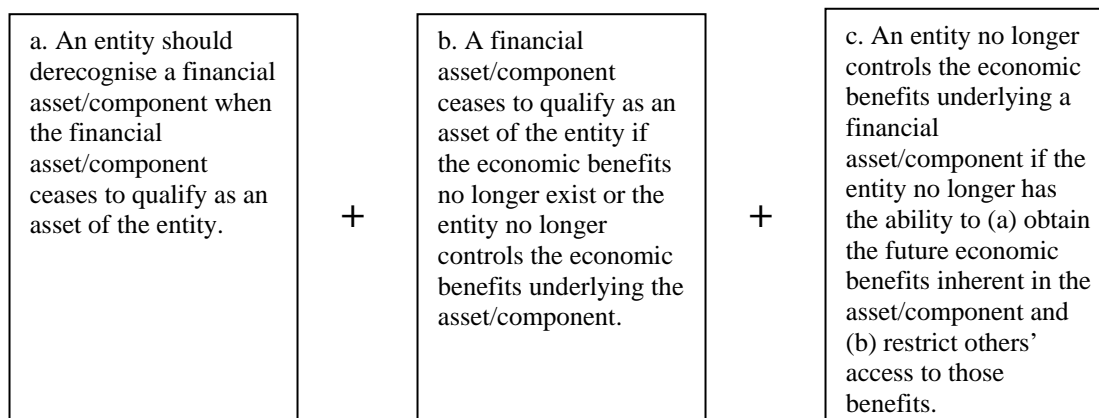 a. An entity should
derecognise a financial
asset/component when
the financial
asset/component
ceases to qualify as an
asset of the entity.
+
b. A financial
asset/component
ceases to qualify as an
asset of the entity if
the economic benefits
no longer exist or the
entity no longer
controls the economic
benefits underlying the
asset/component.
+
c. An entity no longer
controls the economic
benefits underlying a
financial
asset/component if the
entity no longer has
the ability to (a) obtain
the future economic
benefits inherent in the
asset/component and
(b) restrict others’
access to those
benefits.